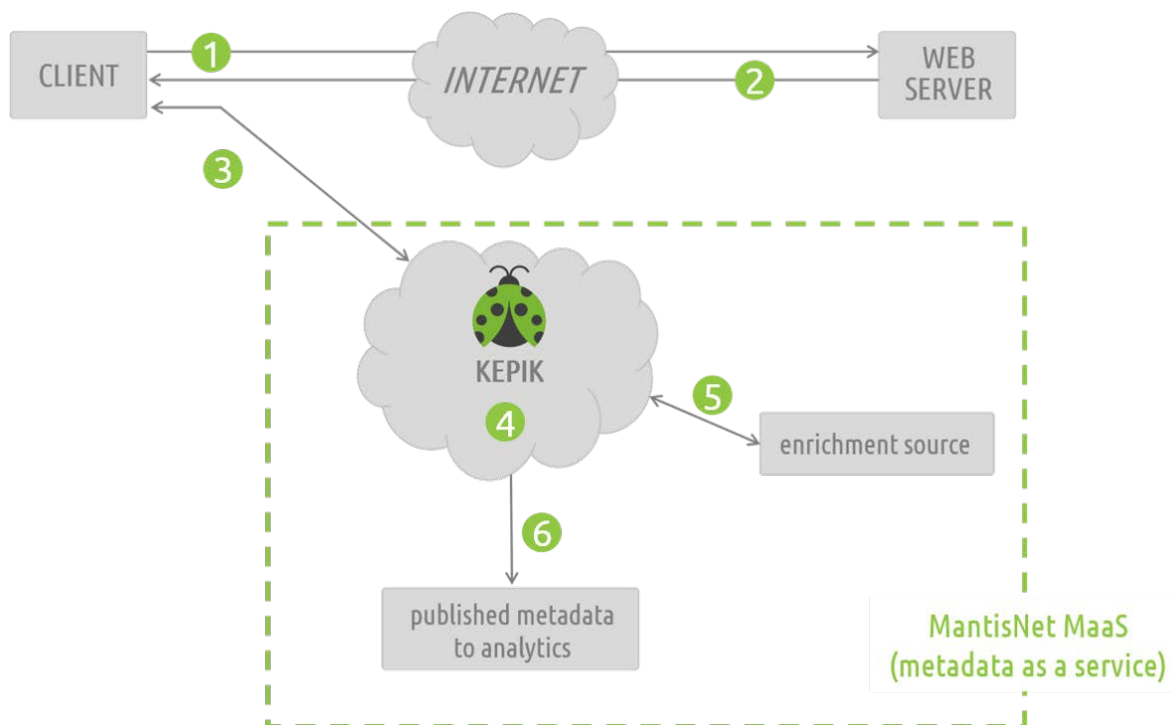 CLIENT
1
INTERNET
2
WEB
SERVER
3
KEPIK
4
5
enrichment source
6
published metadata
to analytics
MantisNet MaaS
(metadata as a service)